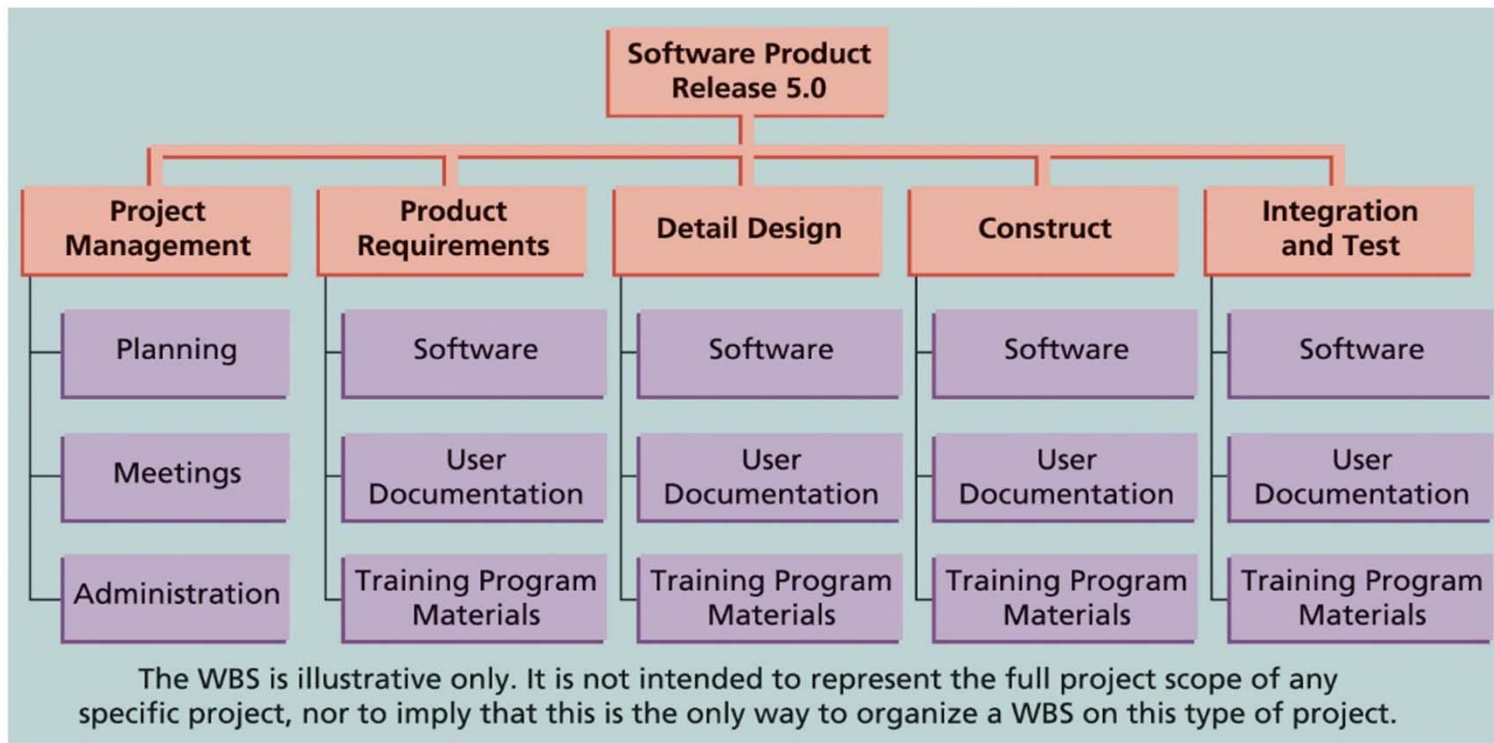 Software Product
Release 5.0
Project
Management
Product
Requirements
Detail Design
Construct
Integration
and Test
Planning
Software
Software
Software
Software
Meetings
User
Documentation
User
Documentation
User
Documentation
User
Documentation
Administration
Training Program
Materials
Training Program
Materials
Training Program
Materials
Training Program
Materials
The WBS is illustrative only. It is not intended to represent the full project scope of any
specific project, nor to imply that this is the only way to organize a WBS on this type of project.